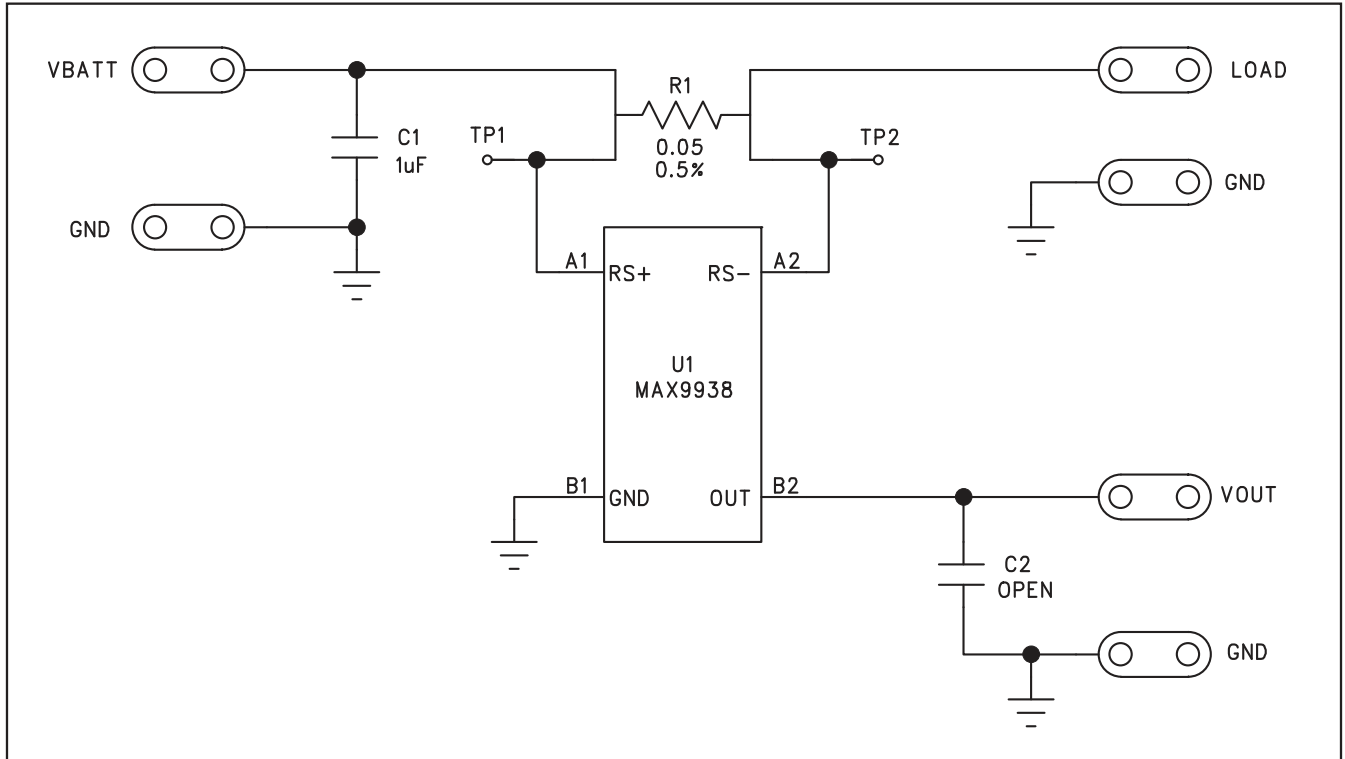 VBATT
LOAD
R1
0.05
0.5%
C1
1uF
TP1
TP2
GND
GND
A1
RS+
RS-
A2
U1
MAX9938
B1
GND
OUT
B2
VOUT
C2
OPEN
GND